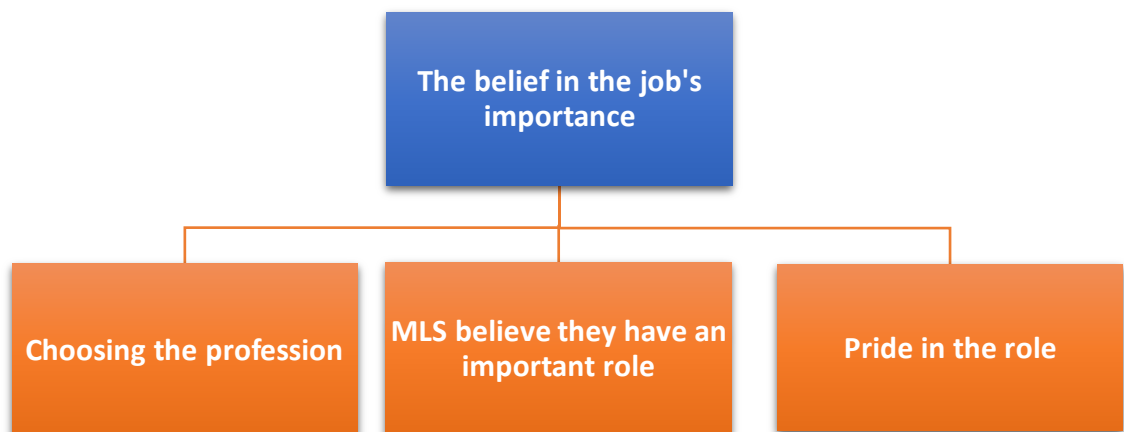 The belief in the job's
importance
Choosing the profession
MLS believe they have an
important role
Pride in the role